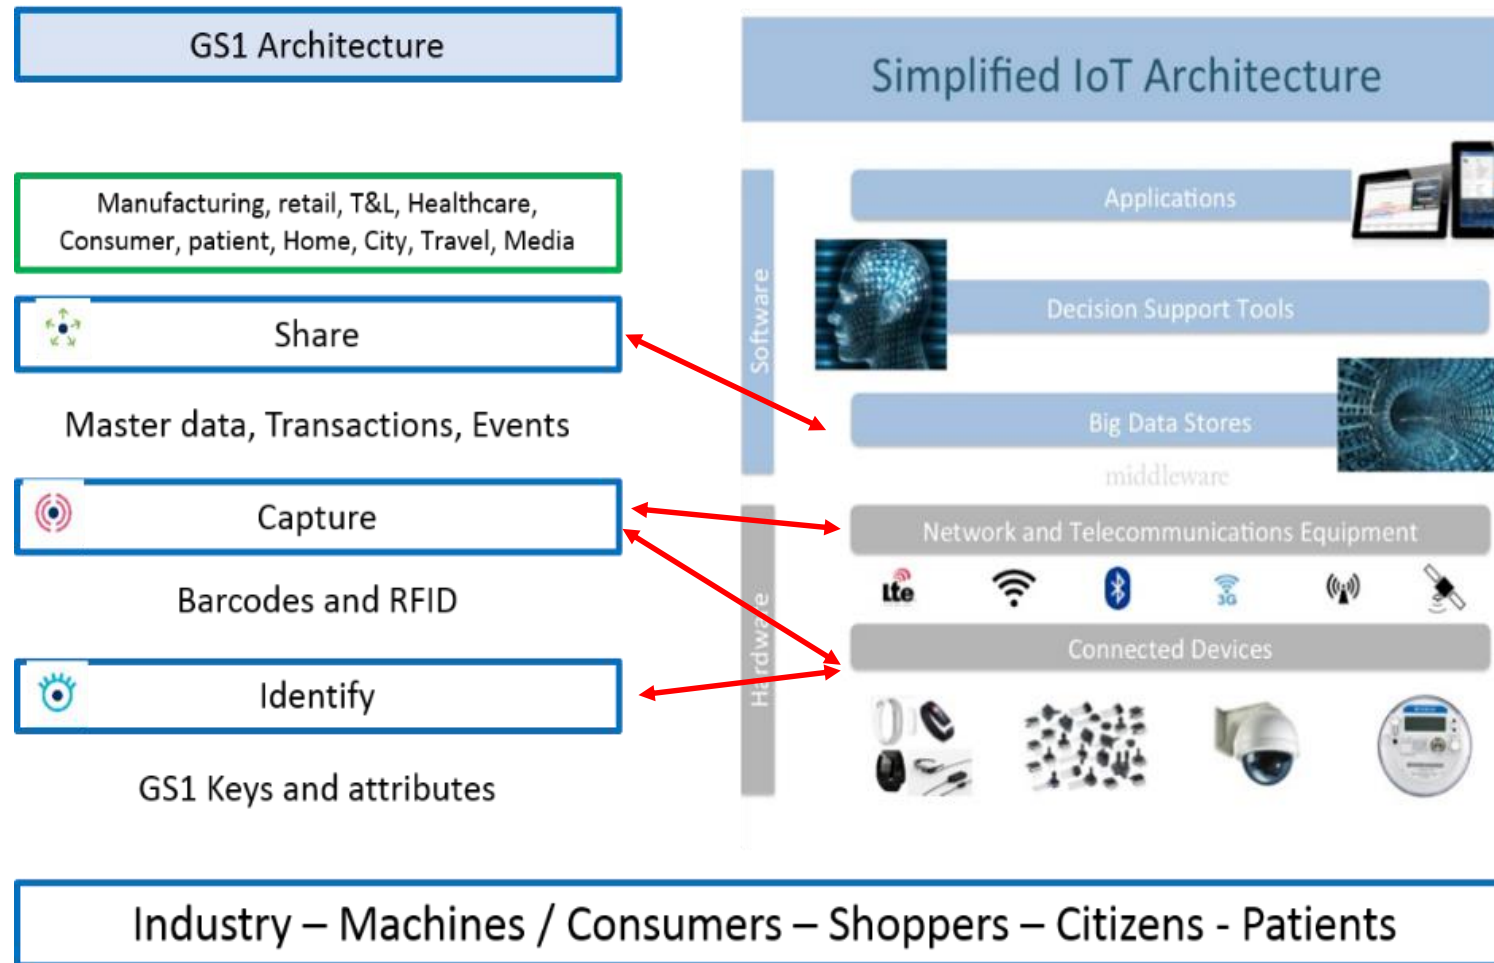 GS1 Architecture
Manufacturing, retail, T&L, Healthcare,
Consumer, patient, Home, City, Travel, Media
Share
Master data, Transactions, Events
Capture
Barcodes and RFID
Identify
GS1 Keys and attributes
Simplified IoT Architecture
Software
Applications
Decision Support Tools
Big Data Stores
middleware
Hardware
Network and Telecommunications Equipment
Lte
3G
Connected Devices
Industry – Machines / Consumers – Shoppers – Citizens - Patients